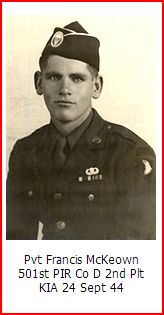 Pvt Francis McKeown
501st PIR Co D 2nd Plt
KIA 24 Sept 44